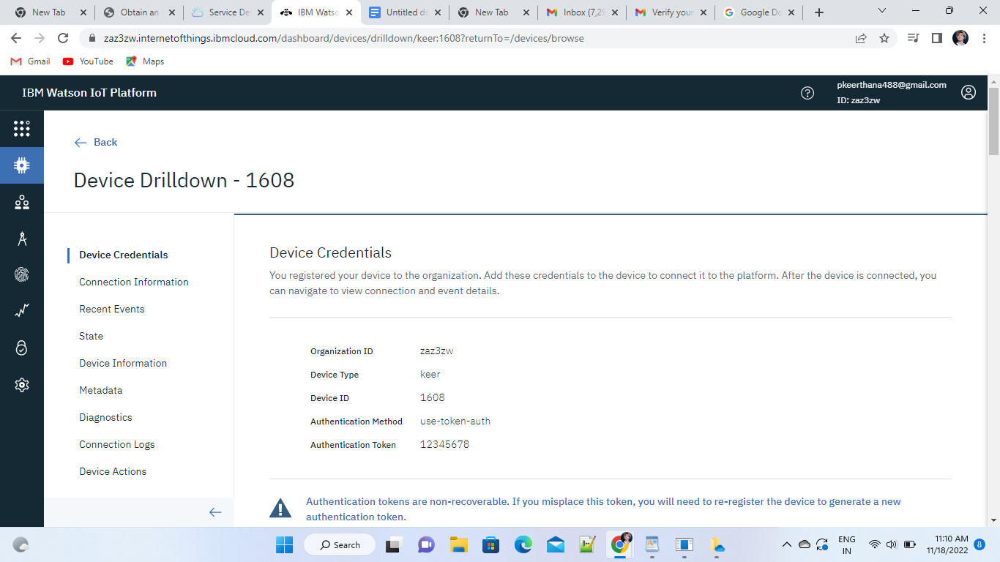 New Tab
Obtain an
Service De
IBM Watso
Untitled do
New Tab
Inbox (7,29
Verify your
Google Do
zaz3zw.internetofthings.ibmcloud.com/dashboard/devices/drilldown/keer:1608?returnTo=/devices/browse
Gmail
YouTube
Maps
IBM Watson IoT Platform
pkeerthana488@gmail.com
ID: zaz3zw
Back
Device Drilldown - 1608
Device Credentials
Connection Information
Recent Events
State
Device Information
Metadata
Diagnostics
Connection Logs
Device Actions
Device Credentials
You registered your device to the organization. Add these credentials to the device to connect it to the platform. After the device is connected, you
can navigate to view connection and event details.
Organization ID zaz3zw
Device Type keer
Device ID 1608
Authentication Method use-token-auth
Authentication Token 12345678
Authentication tokens are non-recoverable. If you misplace this token, you will need to re-register the device to generate a new
authentication token.
Search
ENG
IN
11:10 AM
11/18/2022
8